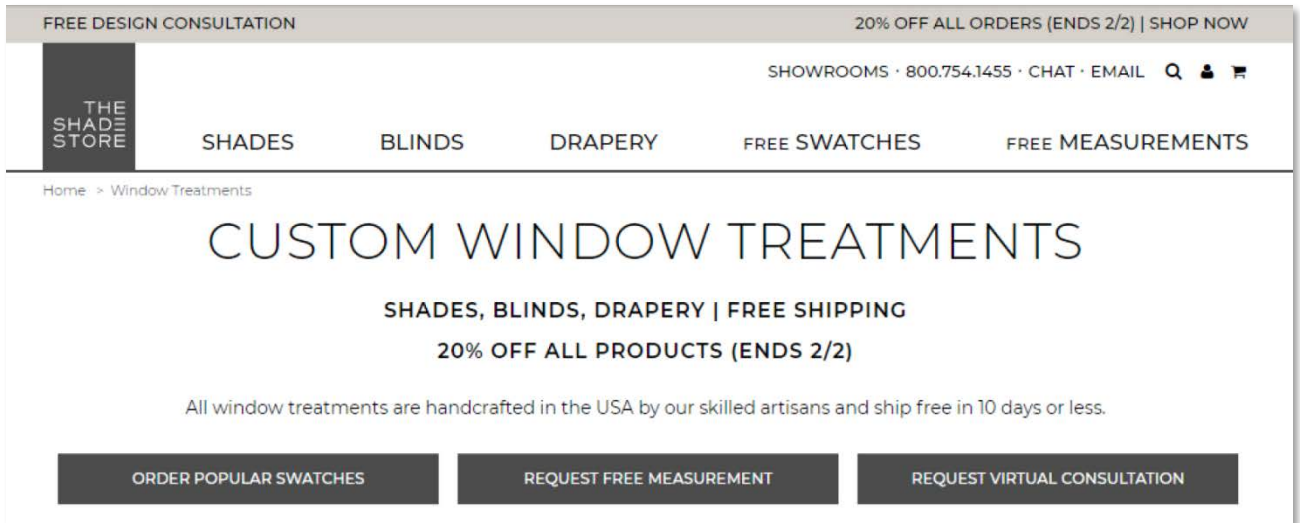 FREE DESIGN CONSULTATION
20% OFF ALL ORDERS (ENDS 2/2) | SHOP NOW
SHOWROOMS · 800.754.1455 · CHAT · EMAIL
THE
SHADE
STORE
SHADES BLINDS DRAPERY FREE SWATCHES FREE MEASUREMENTS
Home > Window Treatments
CUSTOM WINDOW TREATMENTS
SHADES, BLINDS, DRAPERY | FREE SHIPPING
20% OFF ALL PRODUCTS (ENDS 2/2)
All window treatments are handcrafted in the USA by our skilled artisans and ship free in 10 days or less.
ORDER POPULAR SWATCHES
REQUEST FREE MEASUREMENT
REQUEST VIRTUAL CONSULTATION